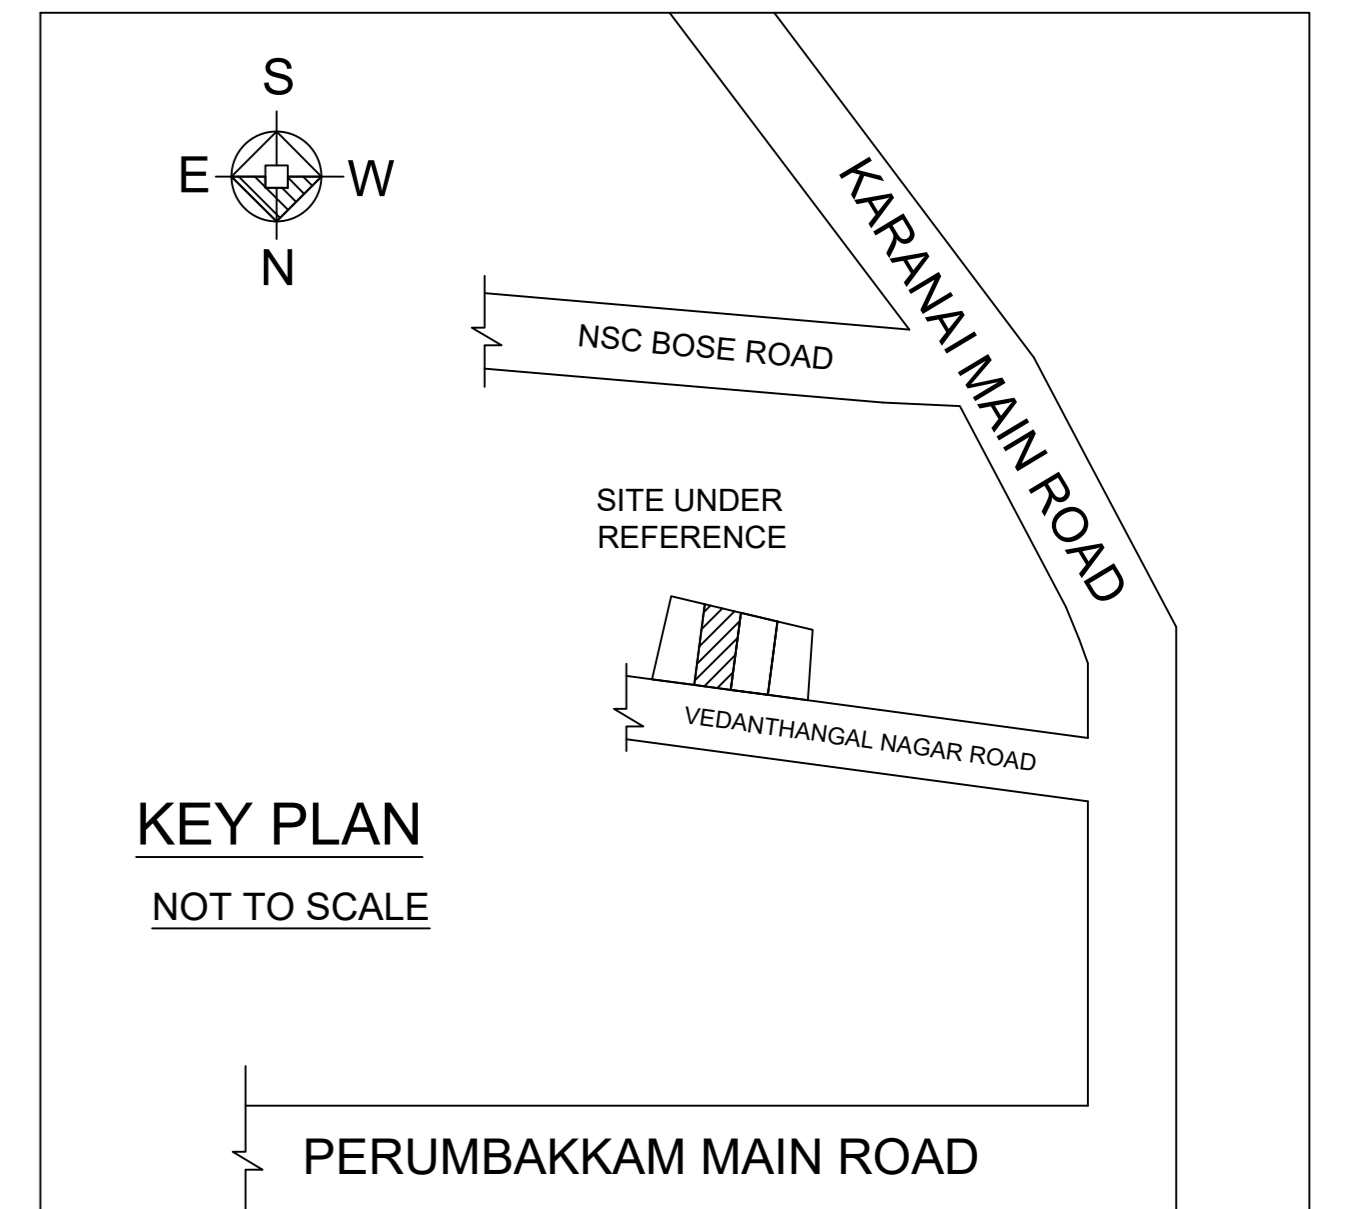 S
E
W
N
KARANAI MAIN ROAD
NSC BOSE ROAD
SITE UNDER
REFERENCE
VEDANTHANGAL NAGAR ROAD
KEY PLAN
NOT TO SCALE
PERUMBAKKAM MAIN ROAD